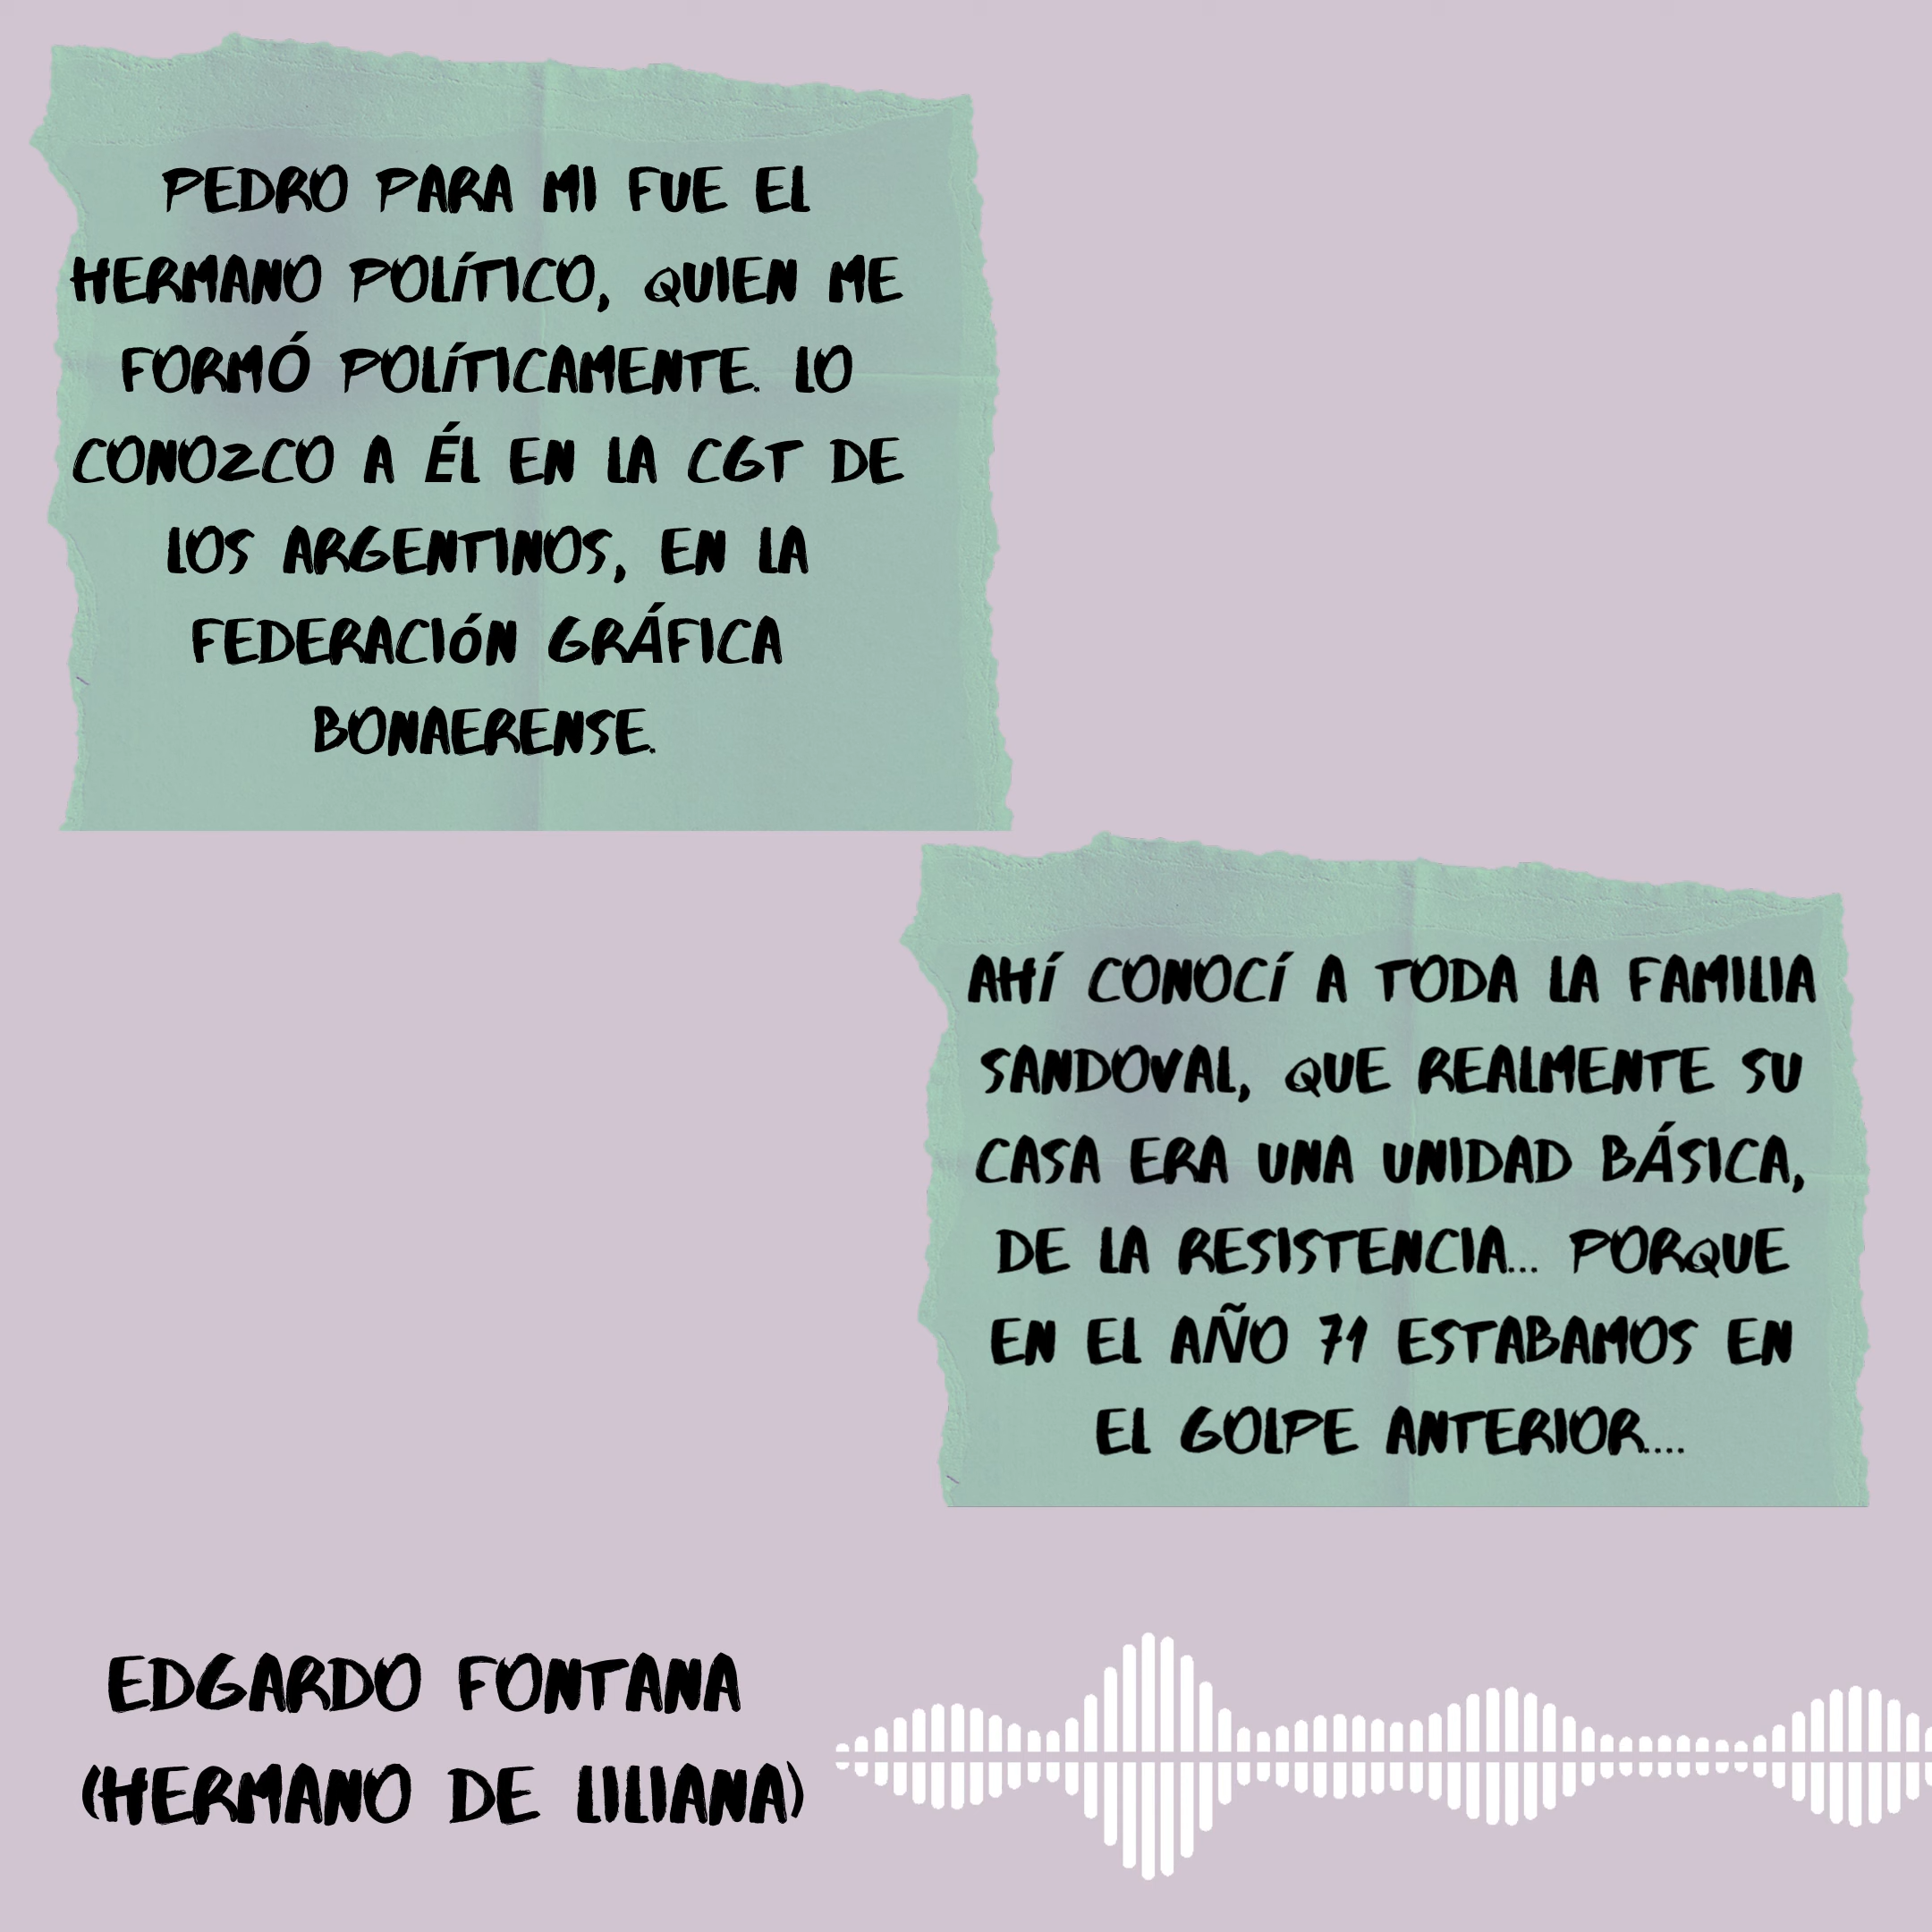 PEDRO PARA MI FUE EL
HERMANO POLÍTICO, QUIEN ME
FORMÓ POLÍTICAMENTE. LO
CONOZCO A ÉL EN LA CGT DE
LOS ARGENTINOS, EN LA
FEDERACIÓN GRÁFICA
BONAERENSE.
AHÍ CONOCÍ A TODA LA FAMILIA
SANDOVAL, QUE REALMENTE SU
CASA ERA UNA UNIDAD BÁSICA,
DE LA RESISTENCIA... PORQUE
EN EL AÑO 71 ESTABAMOS EN
EL GOLPE ANTERIOR....
EDGARDO FONTANA
(HERMANO DE LILIANA)